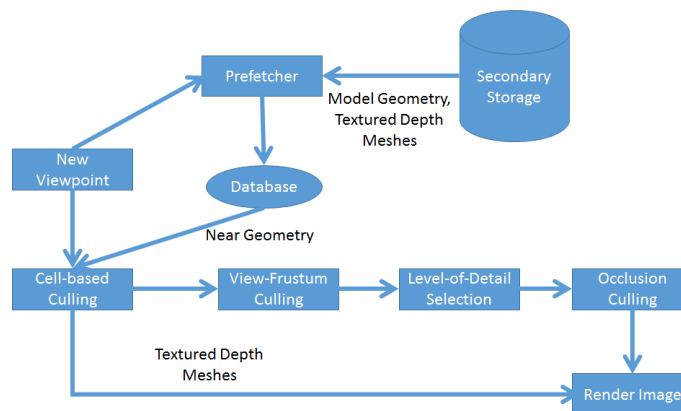 Prefetcher
Secondary
Storage
Model Geometry,
Textured Depth
Meshes
New
Viewpoint
Database
Near Geometry
Cell-based
Culling
View-Frustum
Culling
Level-of-Detail
Selection
Occlusion
Culling
Textured Depth
Meshes
Render Image